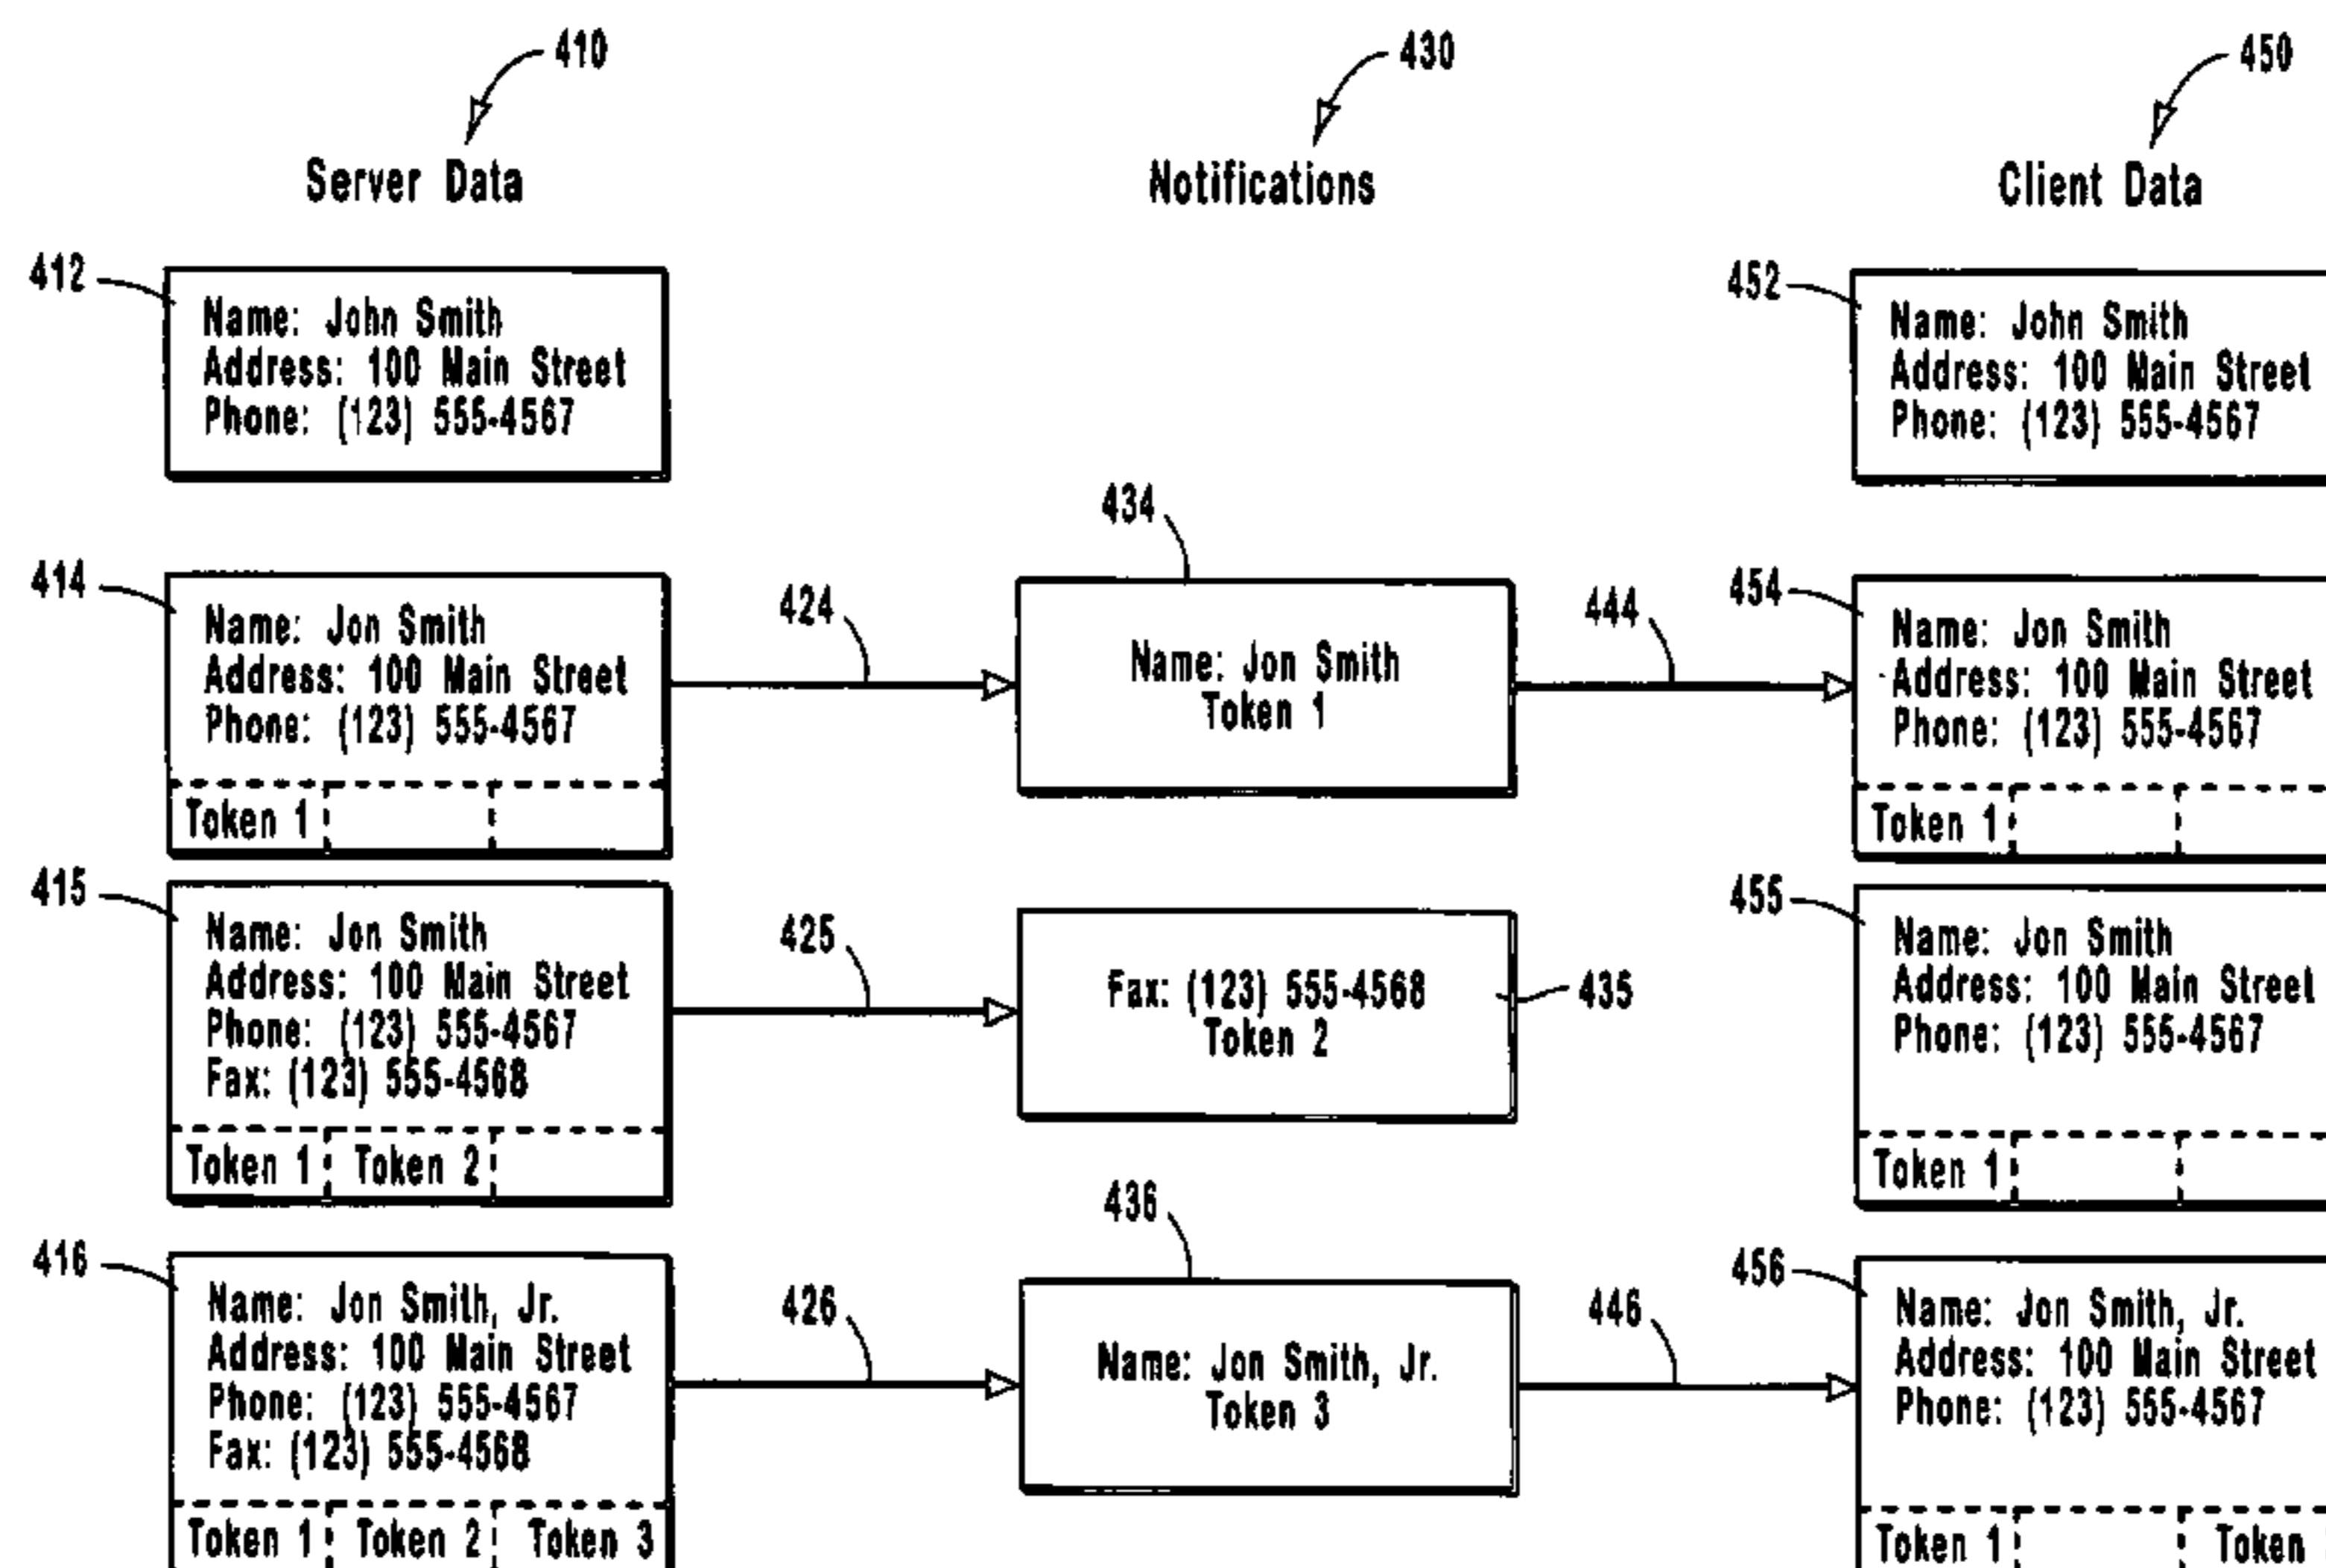 410
430
450
Server Data
Notifications
Client Data
412
Name: John Smith
Address: 100 Main Street
Phone: (123) 555-4567
452
Name: John Smith
Address: 100 Main Street
Phone: (123) 555-4567
414
Name: Jon Smith
Address: 100 Main Street
Phone: (123) 555-4567
Token 1
424
434
Name: Jon Smith
Token 1
444
454
Name: Jon Smith
Address: 100 Main Street
Phone: (123) 555-4567
Token 1
415
Name: Jon Smith
Address: 100 Main Street
Phone: (123) 555-4567
Fax: (123) 555-4568
Token 1 Token 2
425
Fax: (123) 555-4568
Token 2
435
455
Name: Jon Smith
Address: 100 Main Street
Phone: (123) 555-4567
Token 1
416
Name: Jon Smith, Jr.
Address: 100 Main Street
Phone: (123) 555-4567
Fax: (123) 555-4568
Token 1 Token 2 Token 3
426
436
Name: Jon Smith, Jr.
Token 3
446
456
Name: Jon Smith, Jr.
Address: 100 Main Street
Phone: (123) 555-4567
Token 1 Token